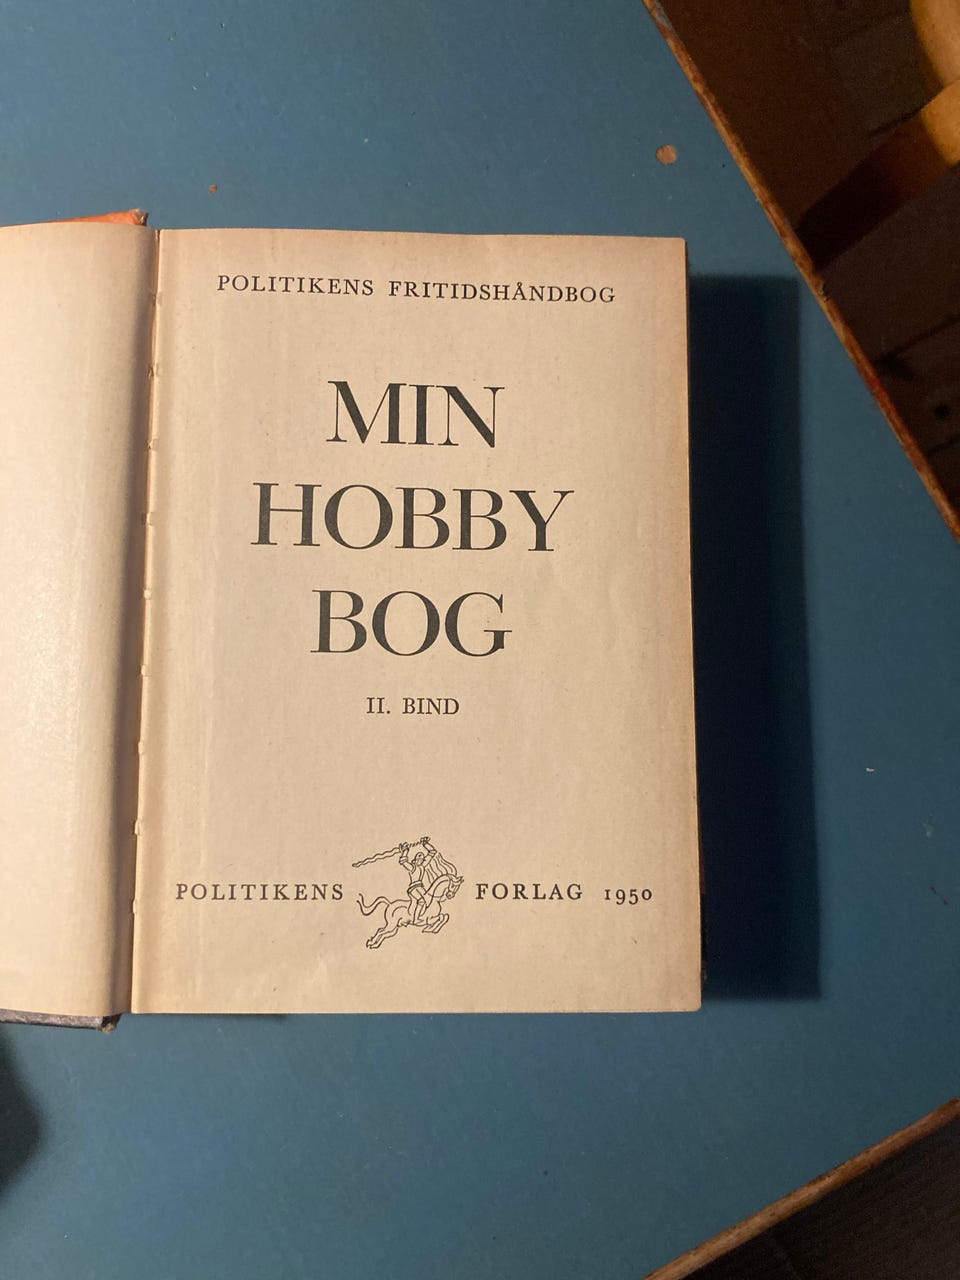 POLITIKENS FRITIDSHÅNDBOG
MIN
HOBBY
BOG
II. BIND
POLITIKENS FORLAG 1950